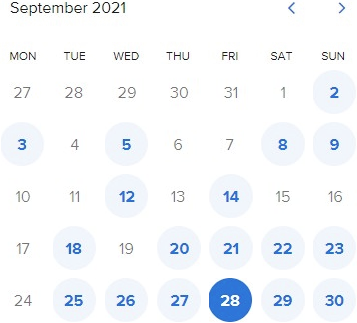 September 2021 < >
MON TUE WED THU FRI SAT SUN
27 28 29 30 31 1 2
3 4 5 6 7 8 9
10 11 12 13 14 15 16
17 18 19 20 21 22 23
24 25 26 27 28 29 30